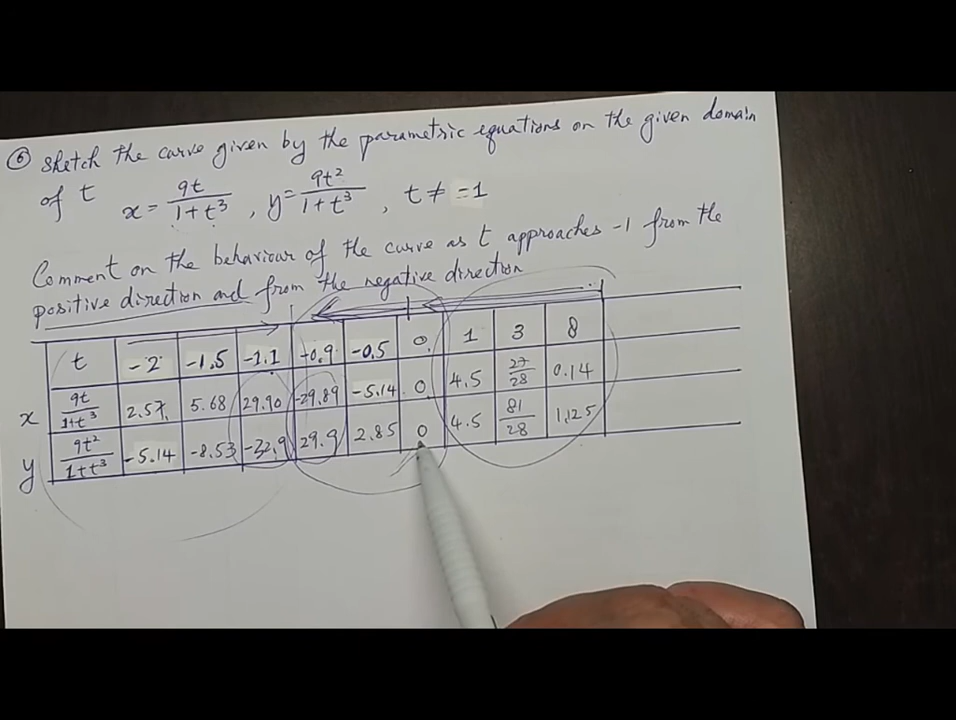 ⑥ Sketch the curve given by the parametric equations on the given domain
of t x = 9t/(1+t³) , y = 9t²/(1+t³) , t ≠ =1
Comment on the behaviour of the curve as t approaches -1 from the
positive direction and from the negative direction
t -2 -1.5 -1.1 -0.9 -0.5 0 1 3 8
x 9t/(1+t³) 2.57 5.68 29.90 -29.89 -5.14 0 4.5 27/28 0.14
y 9t²/(1+t³) -5.14 -8.53 -32.9 29.9 2.85 0 4.5 81/28 1.125